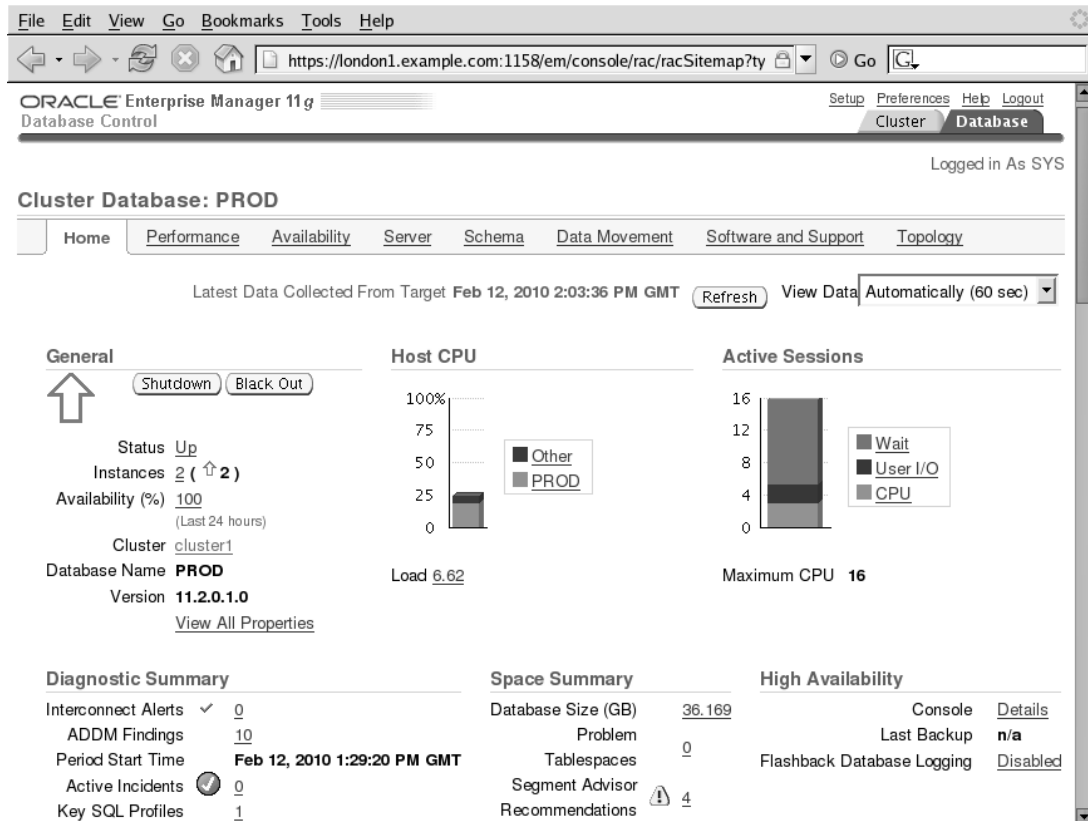 File Edit View Go Bookmarks Tools Help
https://london1.example.com:1158/em/console/rac/racSitemap?ty
Go
G
ORACLE Enterprise Manager 11g
Database Control
Setup Preferences Help Logout
Cluster Database
Logged in As SYS
Cluster Database: PROD
Home Performance Availability Server Schema Data Movement Software and Support Topology
Latest Data Collected From Target Feb 12, 2010 2:03:36 PM GMT Refresh View Data Automatically (60 sec)
General
Shutdown Black Out
Status Up
Instances 2 ( 2 )
Availability (%) 100
(Last 24 hours)
Cluster cluster1
Database Name PROD
Version 11.2.0.1.0
View All Properties
Host CPU
100%
75
50
25
0
Other
PROD
Load 6.62
Active Sessions
16
12
8
4
0
Wait
User I/O
CPU
Maximum CPU 16
Diagnostic Summary
Interconnect Alerts 0
ADDM Findings 10
Period Start Time Feb 12, 2010 1:29:20 PM GMT
Active Incidents 0
Key SQL Profiles 1
Space Summary
Database Size (GB) 36.169
Problem
Tablespaces 0
Segment Advisor
Recommendations 4
High Availability
Console Details
Last Backup n/a
Flashback Database Logging Disabled